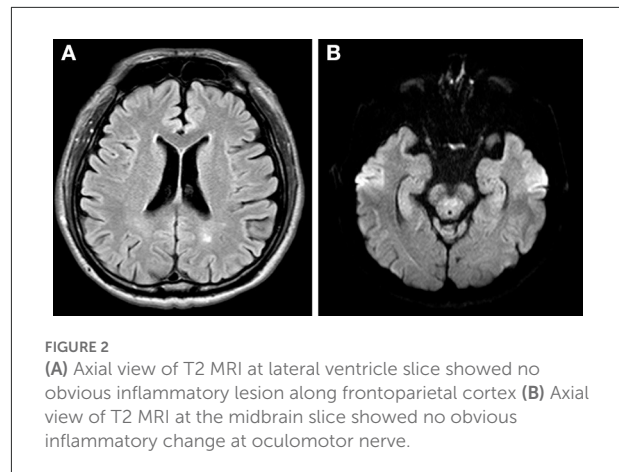 A
B
FIGURE 2
(A) Axial view of T2 MRI at lateral ventricle slice showed no
obvious inflammatory lesion along frontoparietal cortex (B) Axial
view of T2 MRI at the midbrain slice showed no obvious
inflammatory change at oculomotor nerve.